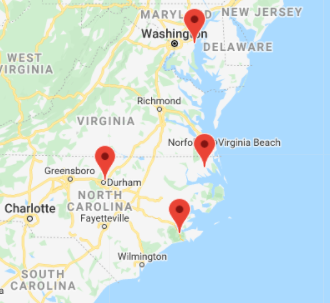 MARYLAND
NEW JERSEY
Washington
DELAWARE
WEST
VIRGINIA
Richmond
VIRGINIA
Virginia Beach
Greensboro
Durham
NORTH
CAROLINA
Charlotte
Fayetteville
Wilmington
SOUTH
CAROLINA